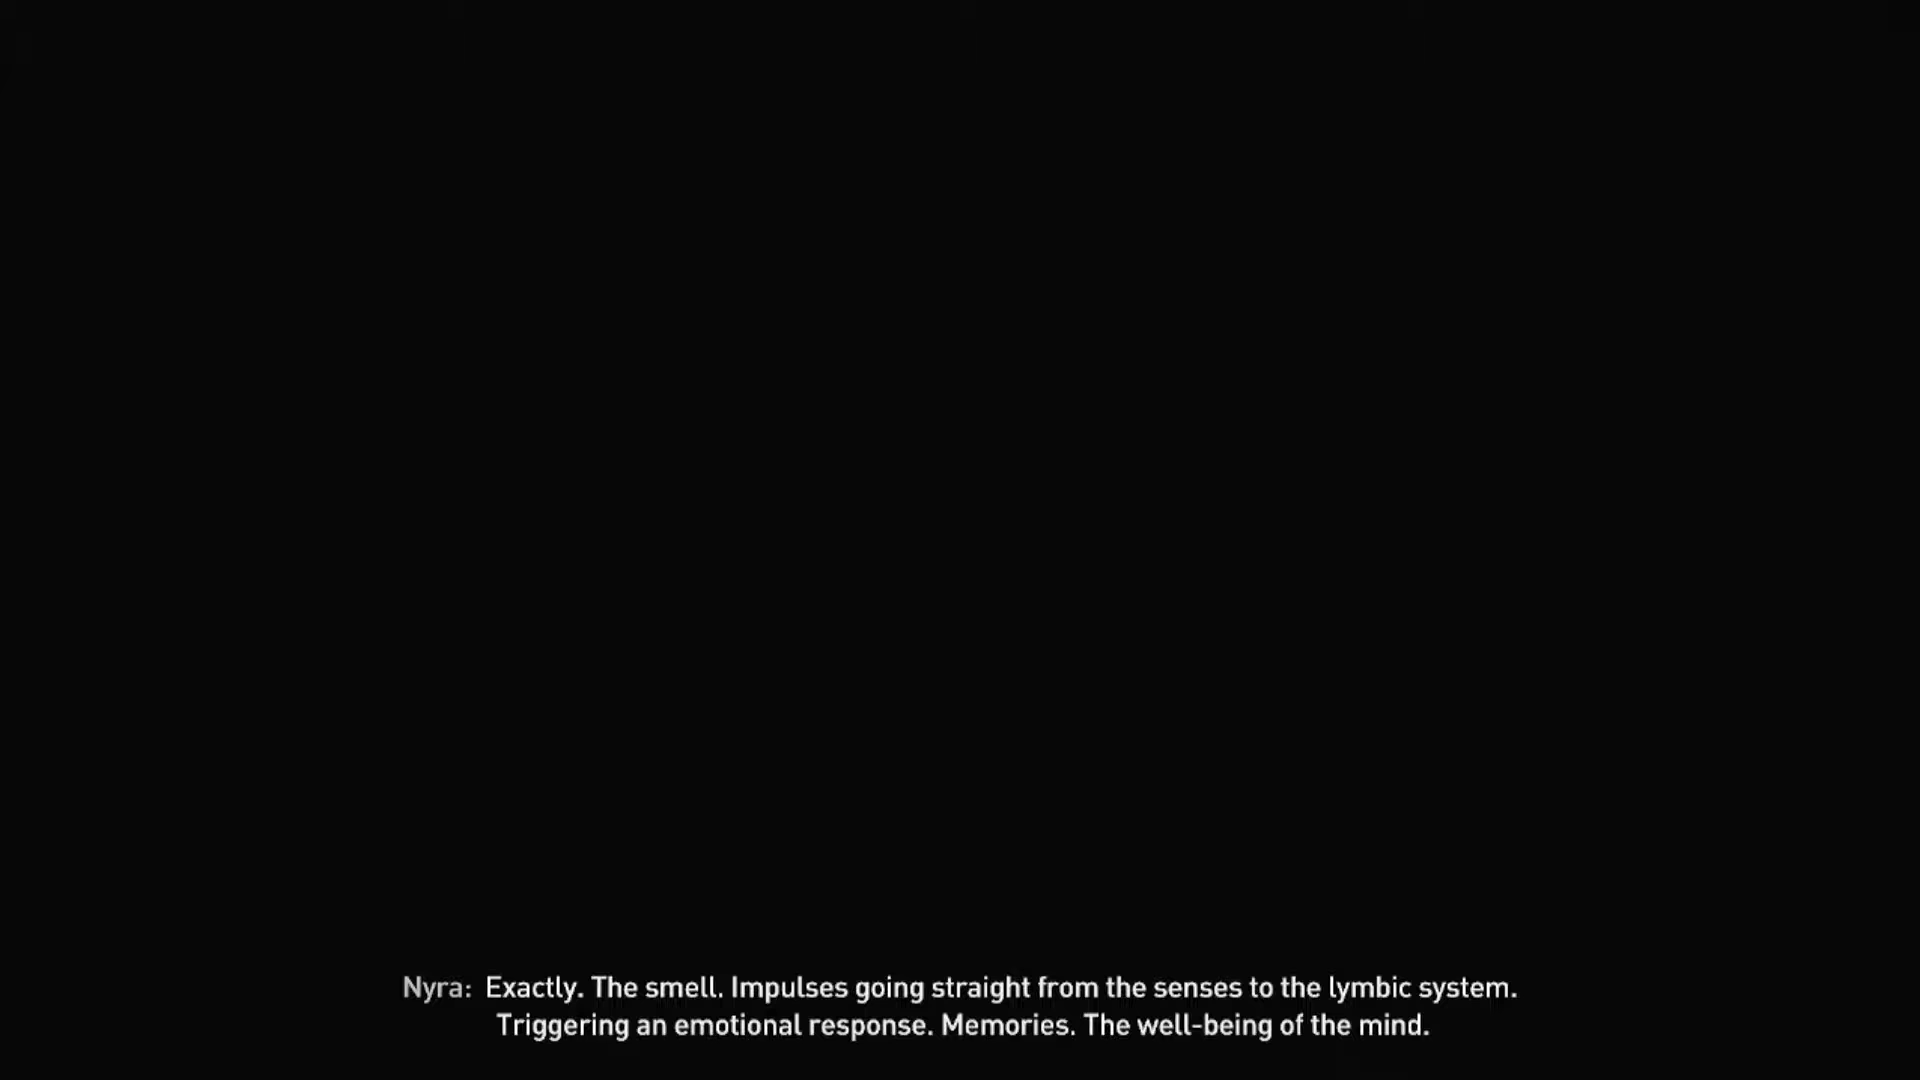 Nyra: Exactly. The smell. Impulses going straight from the senses to the lymbic system.
Triggering an emotional response. Memories. The well-being of the mind.